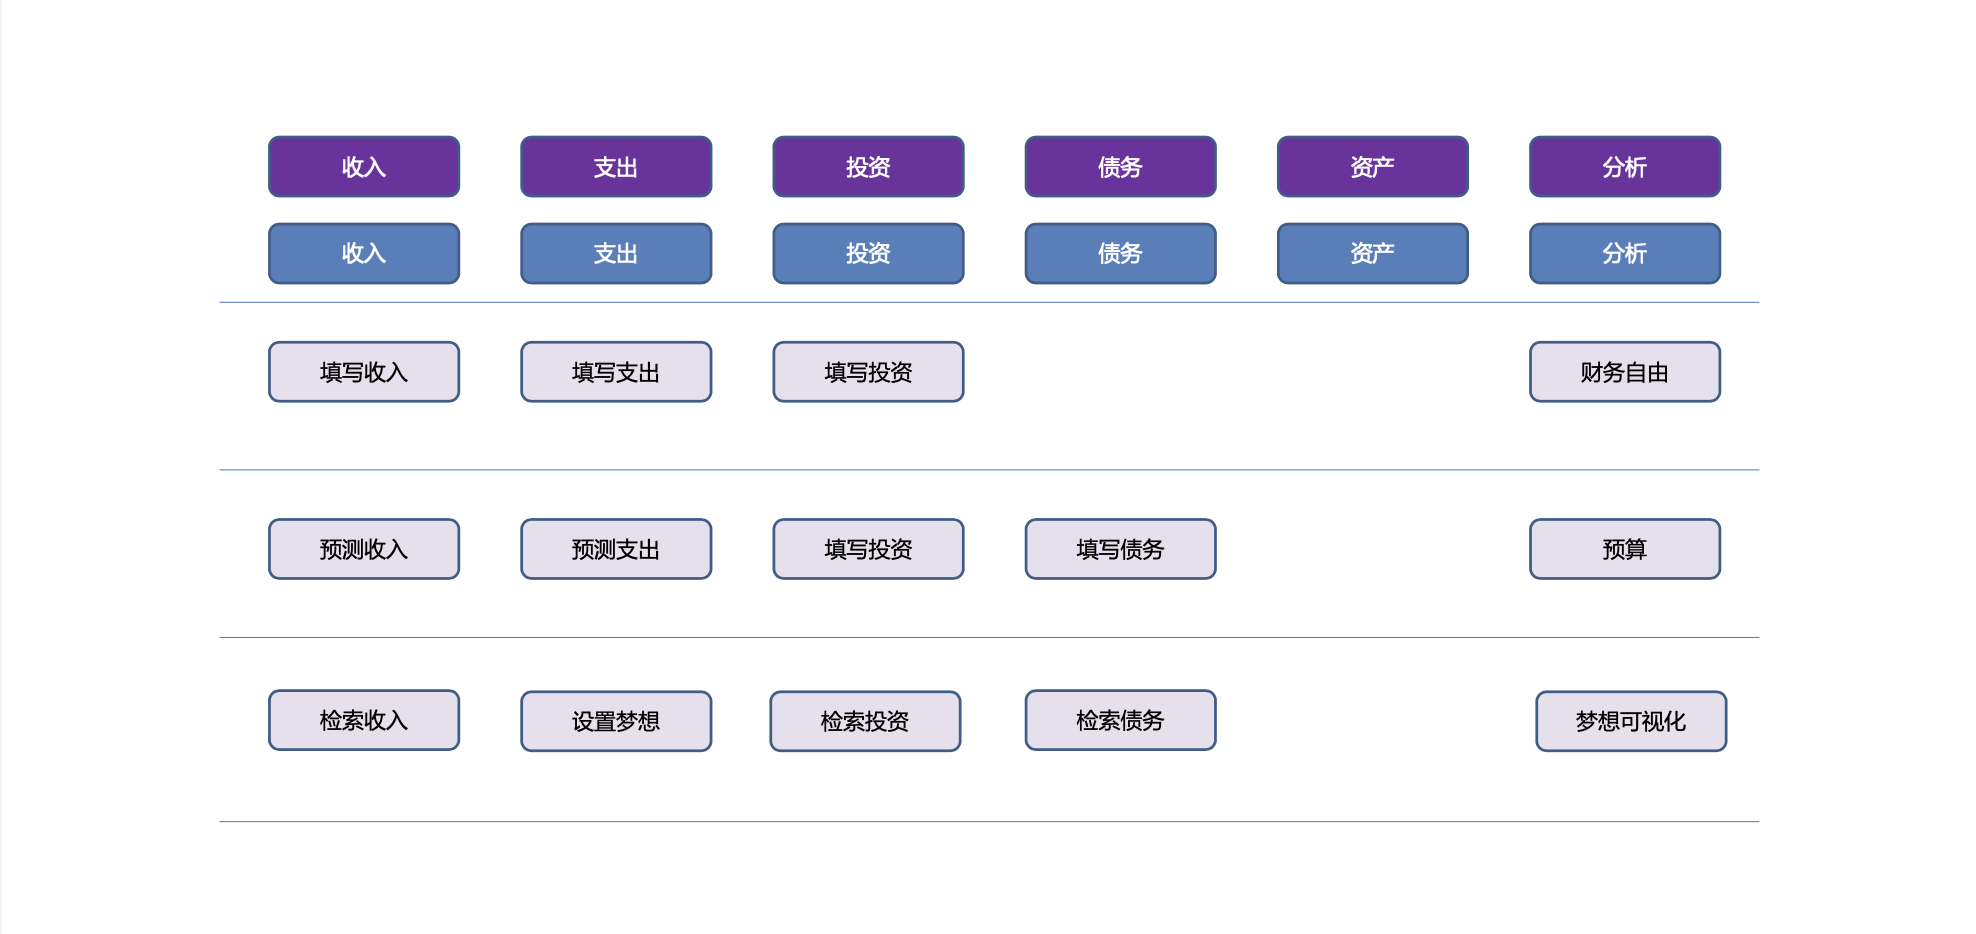 收入
支出
投资
债务
资产
分析
收入
支出
投资
债务
资产
分析
填写收入
填写支出
填写投资
财务自由
预测收入
预测支出
填写投资
填写债务
预算
检索收入
设置梦想
检索投资
检索债务
梦想可视化